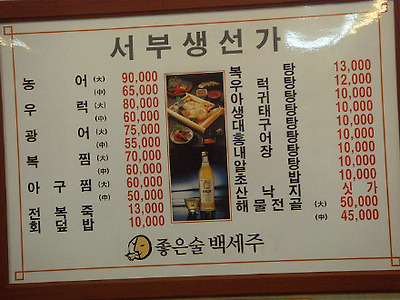 서부생선가
농어 (大) 90,000
(中) 65,000
우럭 (大) 80,000
(中) 60,000
광어 (大) 75,000
(中) 55,000
복찜 (大) 70,000
(中) 60,000
아구찜 (大) 60,000
(中) 50,000
전복죽 13,000
회덮밥 10,000
복탕 13,000
우럭탕 12,000
아귀탕 10,000
생태탕 10,000
대구탕 10,000
홍어탕 10,000
내장탕 10,000
알탕 10,000
초밥 10,000
산낙지 싯가
해물전골 (大) 50,000
(中) 45,000
좋은술 백세주